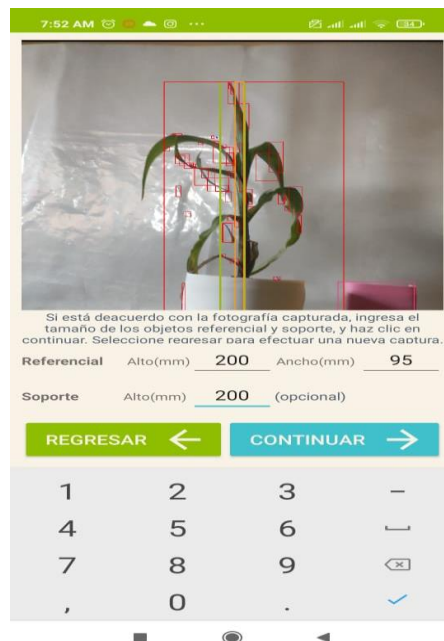 7:52 AM
84
Si está deacuerdo con la fotografía capturada, ingresa el
tamaño de los objetos referencial y soporte, y haz clic en
continuar. Seleccione regresar para efectuar una nueva captura.
Referencial Alto(mm) 200 Ancho(mm) 95
Soporte Alto(mm) 200 (opcional)
REGRESAR CONTINUAR
1 2 3 –
4 5 6
7 8 9
, 0 .